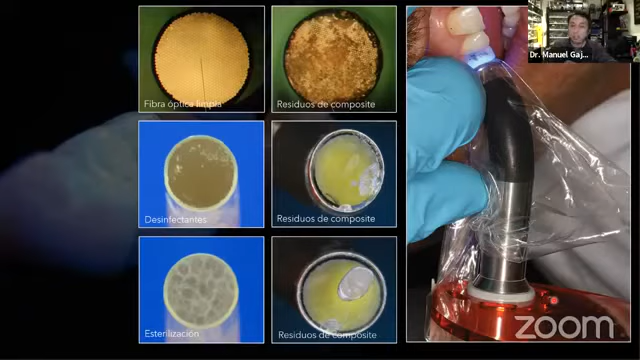 Fibra óptica limpia
Residuos de composite
Dr. Manuel Gaj...
Desinfectantes
Residuos de composite
Esterilización
Residuos de composite
zoom